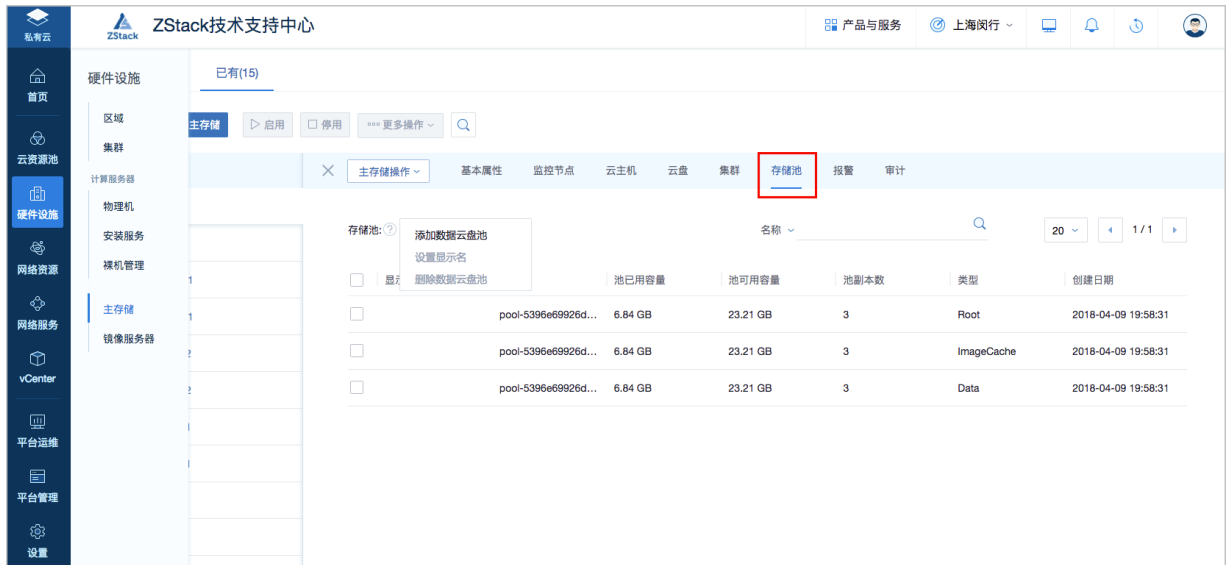 私有云
ZStack
ZStack技术支持中心
产品与服务
上海闵行
首页
云资源池
硬件设施
网络资源
网络服务
vCenter
平台运维
平台管理
设置
硬件设施
区域
集群
计算服务器
物理机
安装服务
裸机管理
主存储
镜像服务器
已有(15)
主存储
启用
停用
更多操作
主存储操作
基本属性
监控节点
云主机
云盘
集群
存储池
报警
审计
存储池: ?
添加数据云盘池
设置显示名
删除数据云盘池
名称
20
1 / 1
池已用容量 池可用容量 池副本数 类型 创建日期
pool-5396e69926d... 6.84 GB 23.21 GB 3 Root 2018-04-09 19:58:31
pool-5396e69926d... 6.84 GB 23.21 GB 3 ImageCache 2018-04-09 19:58:31
pool-5396e69926d... 6.84 GB 23.21 GB 3 Data 2018-04-09 19:58:31